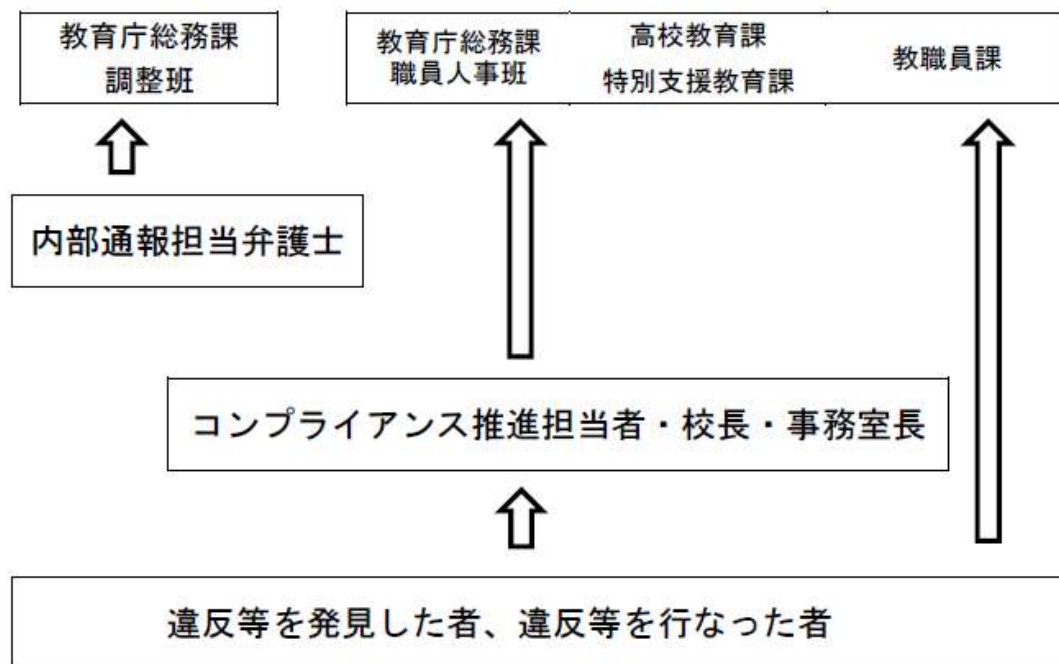 教育庁総務課
調整班
教育庁総務課
職員人事班
高校教育課
特別支援教育課
教職員課
内部通報担当弁護士
コンプライアンス推進担当者・校長・事務室長
違反等を発見した者、違反等を行なった者